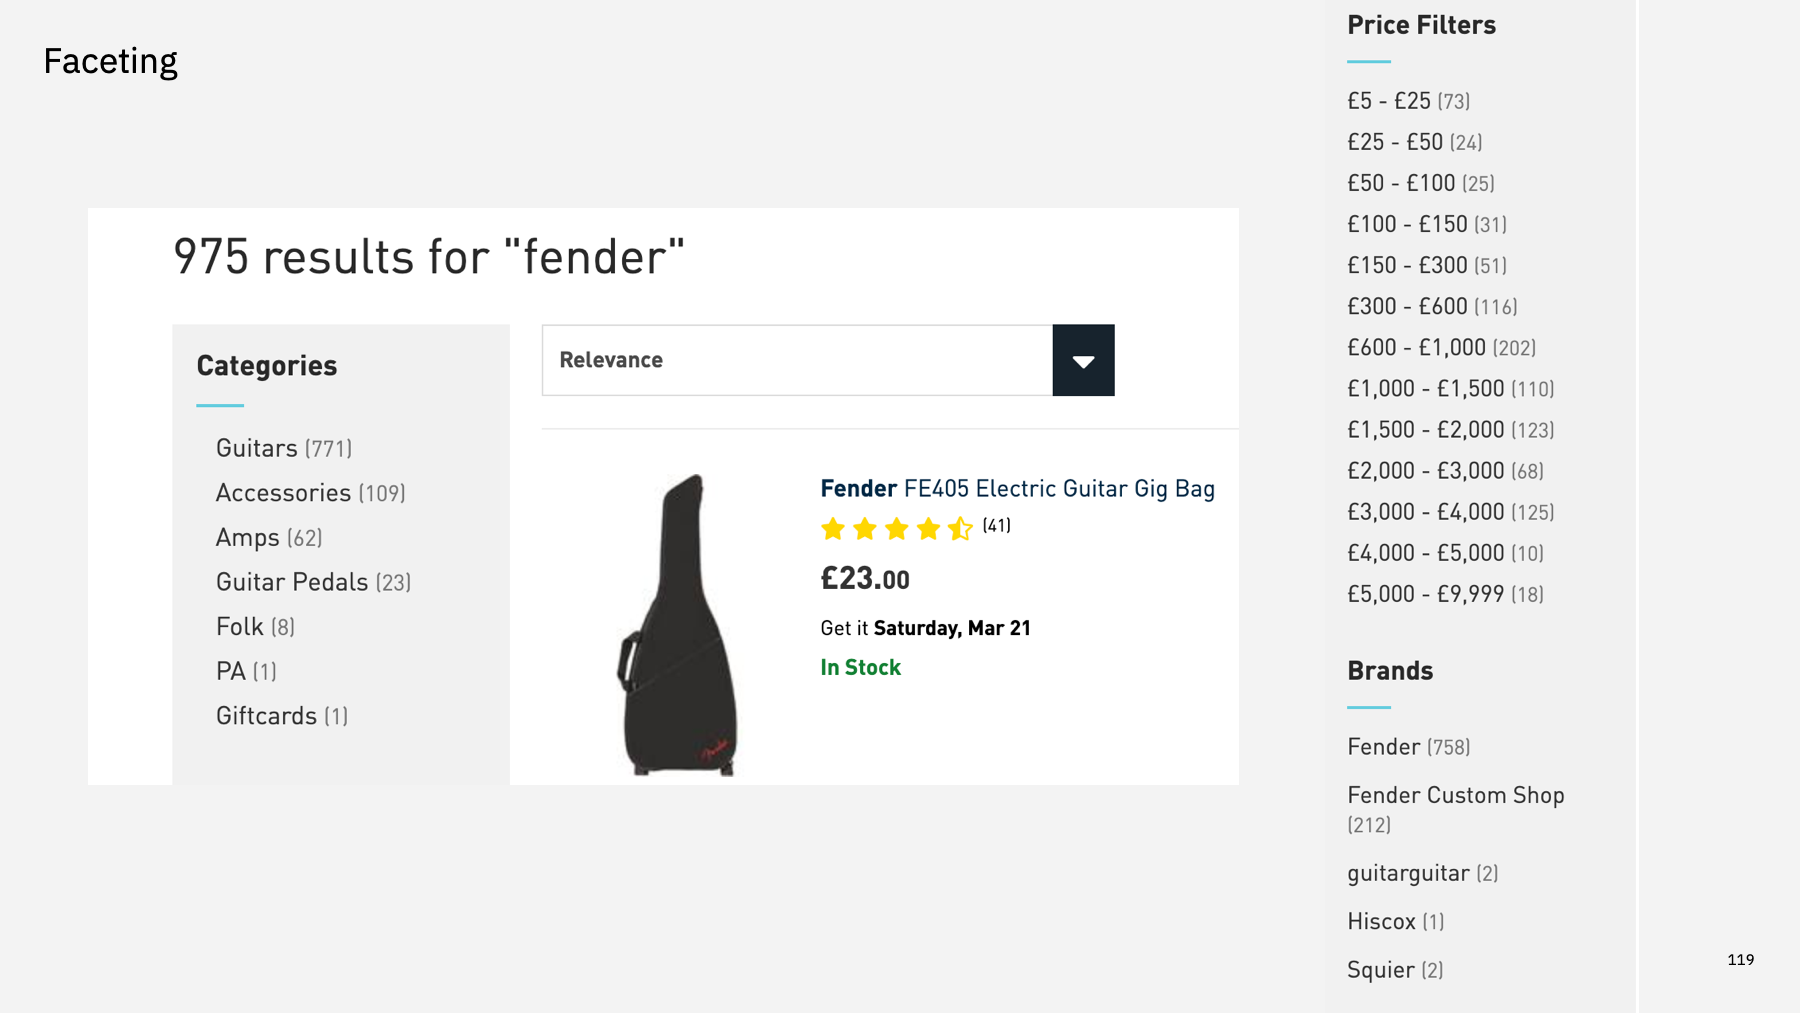 Faceting
975 results for "fender"
Categories
Guitars (771)
Accessories (109)
Amps (62)
Guitar Pedals (23)
Folk (8)
PA (1)
Giftcards (1)
Relevance
Fender
Fender FE405 Electric Guitar Gig Bag
(41)
£23.00
Get it Saturday, Mar 21
In Stock
Price Filters
£5 - £25 (73)
£25 - £50 (24)
£50 - £100 (25)
£100 - £150 (31)
£150 - £300 (51)
£300 - £600 (116)
£600 - £1,000 (202)
£1,000 - £1,500 (110)
£1,500 - £2,000 (123)
£2,000 - £3,000 (68)
£3,000 - £4,000 (125)
£4,000 - £5,000 (10)
£5,000 - £9,999 (18)
Brands
Fender (758)
Fender Custom Shop
(212)
guitarguitar (2)
Hiscox (1)
Squier (2)
119